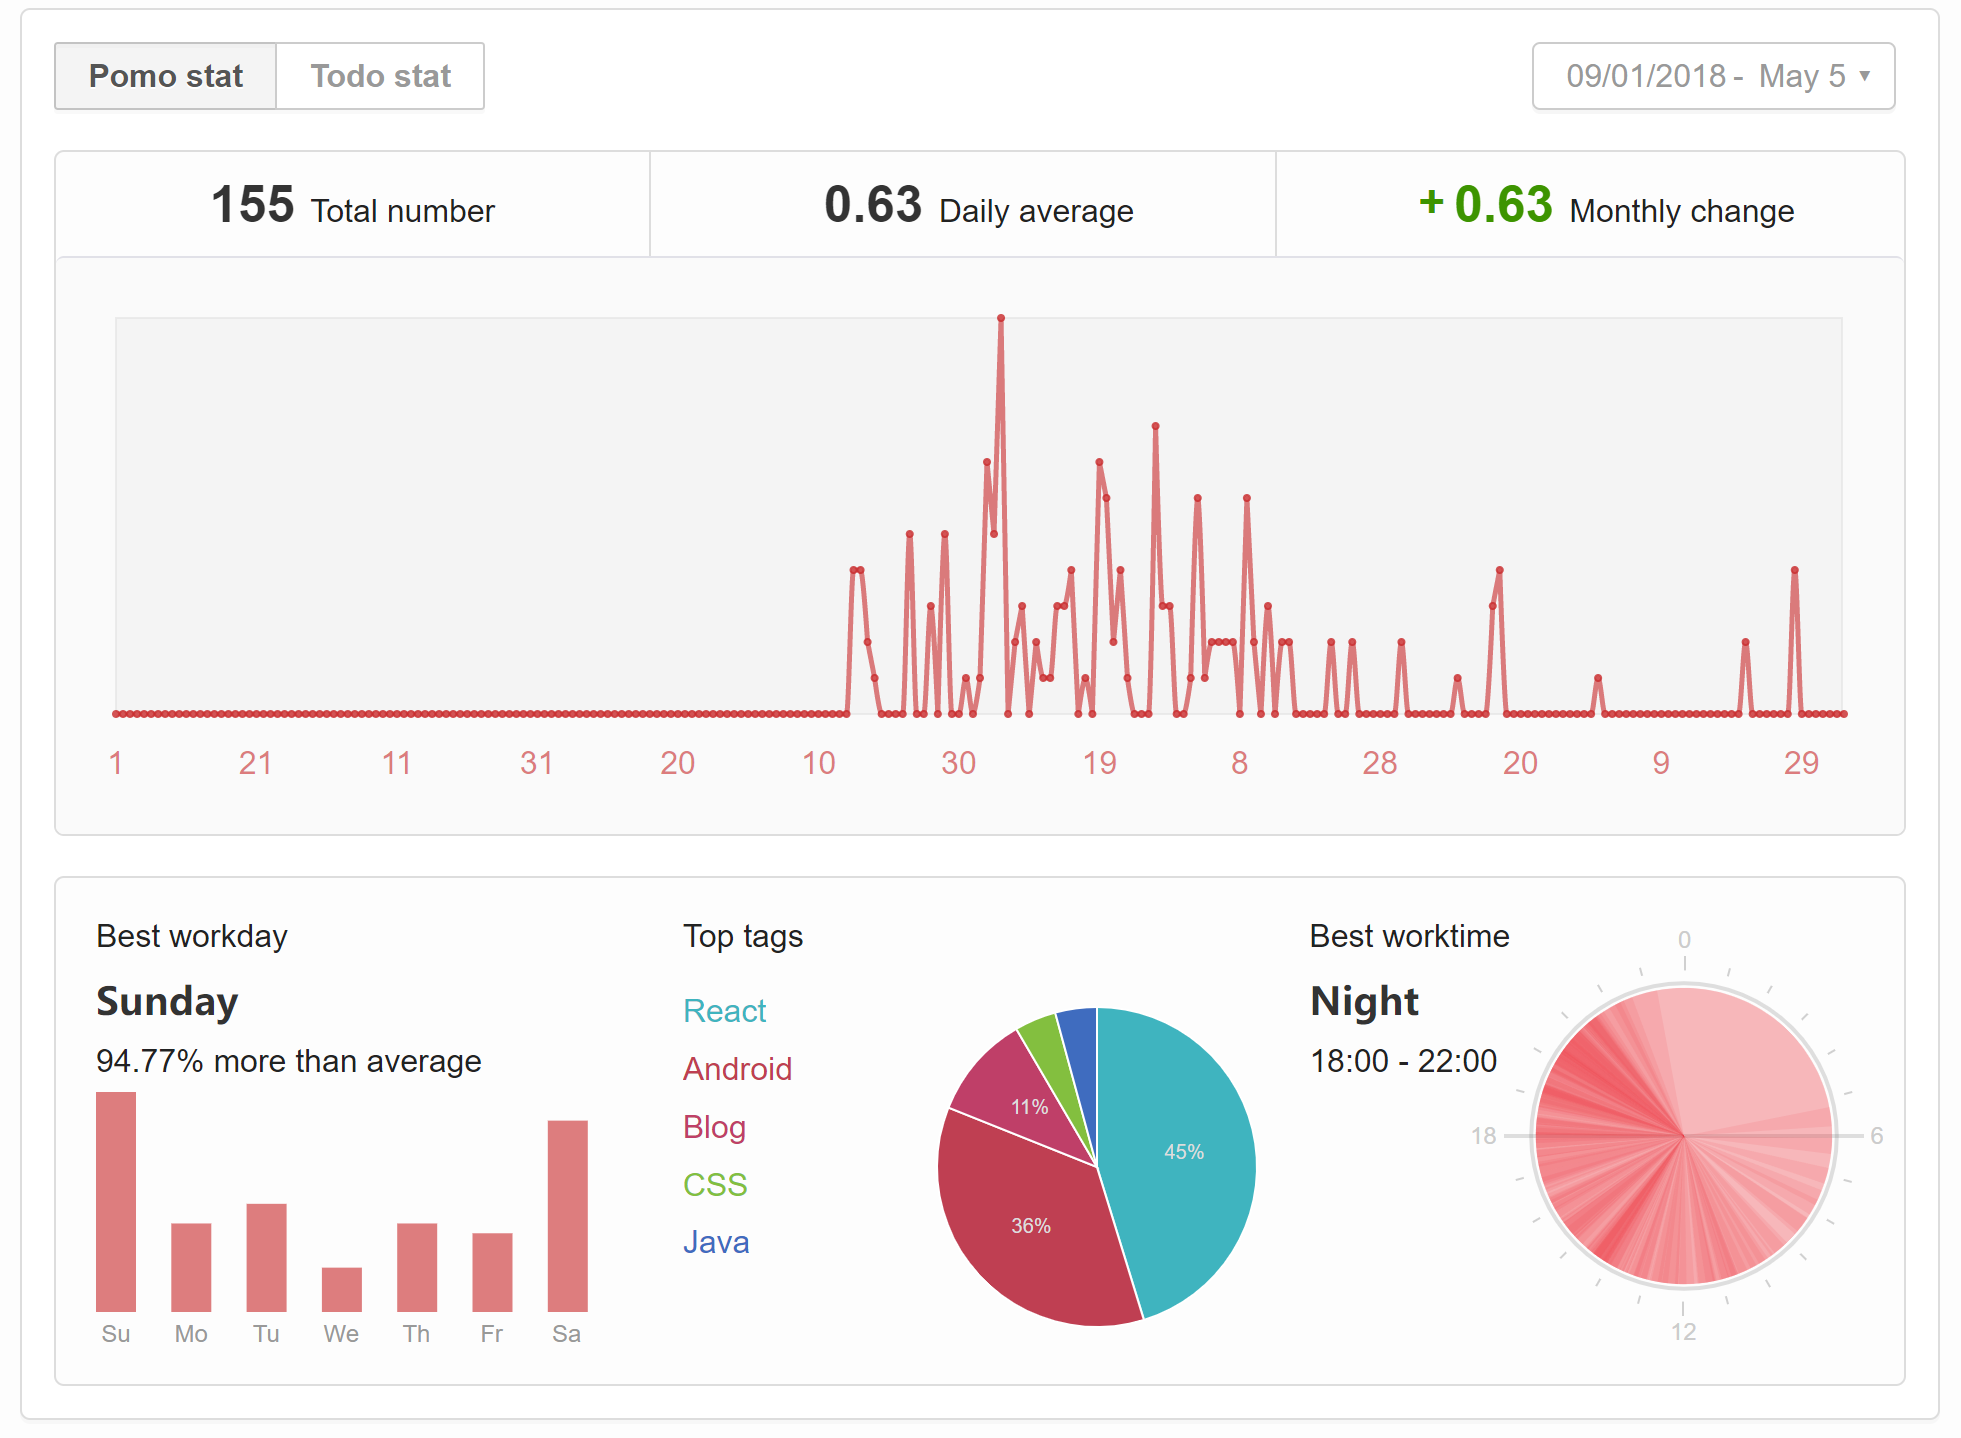 Pomo stat Todo stat 09/01/2018 - May 5 ▾
155 Total number 0.63 Daily average + 0.63 Monthly change
1 21 11 31 20 10 30 19 8 28 20 9 29
Best workday
Sunday
94.77% more than average
Su Mo Tu We Th Fr Sa
Top tags
React
Android
Blog
CSS
Java
11%
45%
36%
Best worktime
Night
18:00 - 22:00
0
18 6
12